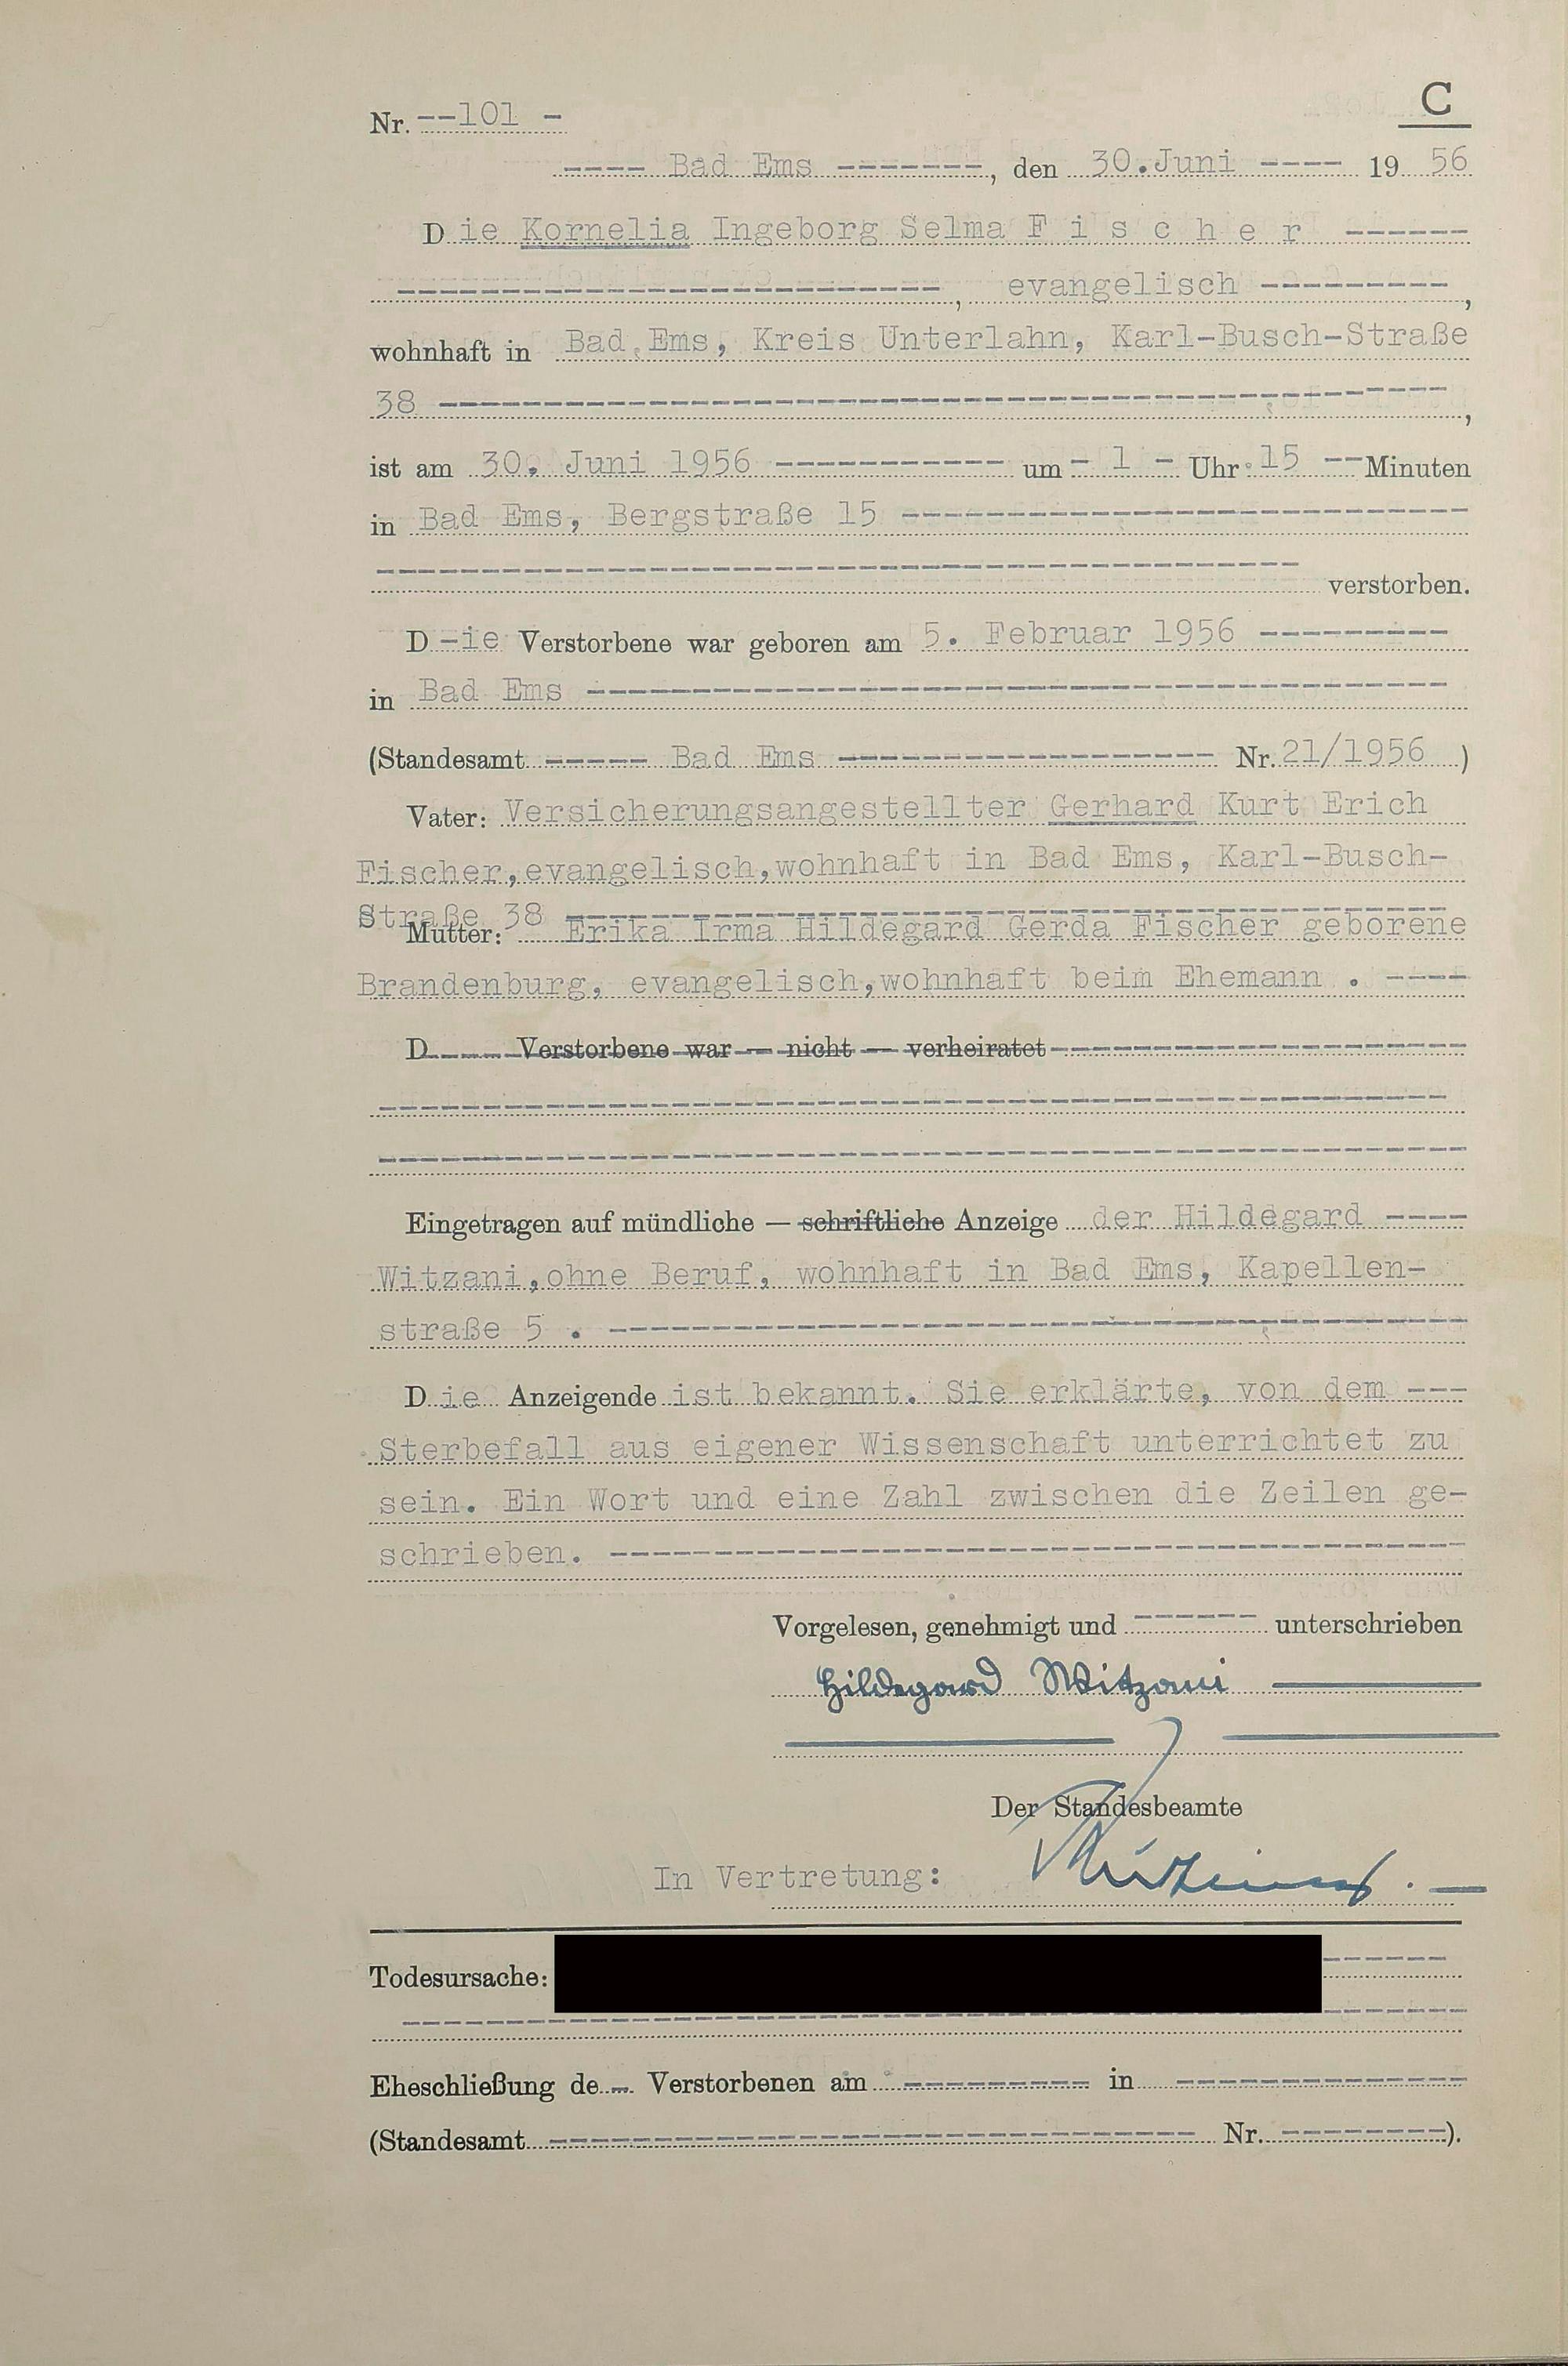 C
Nr. --101 -
---- Bad Ems -------, den 30.Juni ---- 19 56
Die Kornelia Ingeborg Selma F i s c h e r ------
--------------------------, evangelisch ---------,
wohnhaft in Bad Ems, Kreis Unterlahn, Karl-Busch-Straße
38 ------------------------------------------------,
ist am 30. Juni 1956 ----------- um - 1 - Uhr 15 -- Minuten
in Bad Ems, Bergstraße 15 ---------------------------
-------------------------------------------- verstorben.
D -ie Verstorbene war geboren am 5. Februar 1956 ---------
in Bad Ems -----------------------------------------
(Standesamt ----- Bad Ems ------------------ Nr. 21/1956 )
Vater: Versicherungsangestellter Gerhard Kurt Erich
Fischer,evangelisch,wohnhaft in Bad Ems, Karl-Busch-
Straße 38 -------------------------------------------
Mutter: Erika Irma Hildegard Gerda Fischer geborene
Brandenburg, evangelisch,wohnhaft beim Ehemann . ----
D----- Verstorbene war — nicht — verheiratet --------------------
---------------------------------------------------
----------------------------------------------------
Eingetragen auf mündliche — schriftliche Anzeige der Hildegard ----
Witzani,ohne Beruf, wohnhaft in Bad Ems, Kapellen-
straße 5 . -----------------------------------------
Die Anzeigende ist bekannt. Sie erklärte, von dem ---
Sterbefall aus eigener Wissenschaft unterrichtet zu
sein. Ein Wort und eine Zahl zwischen die Zeilen ge-
schrieben. -----------------------------------------
Vorgelesen, genehmigt und ------ unterschrieben
Hildegard Witzani
Der Standesbeamte
In Vertretung:
Todesursache: ------
---------------------------------------------------
Eheschließung de-- Verstorbenen am --------- in --------------
(Standesamt ------------------------------- Nr. --------).